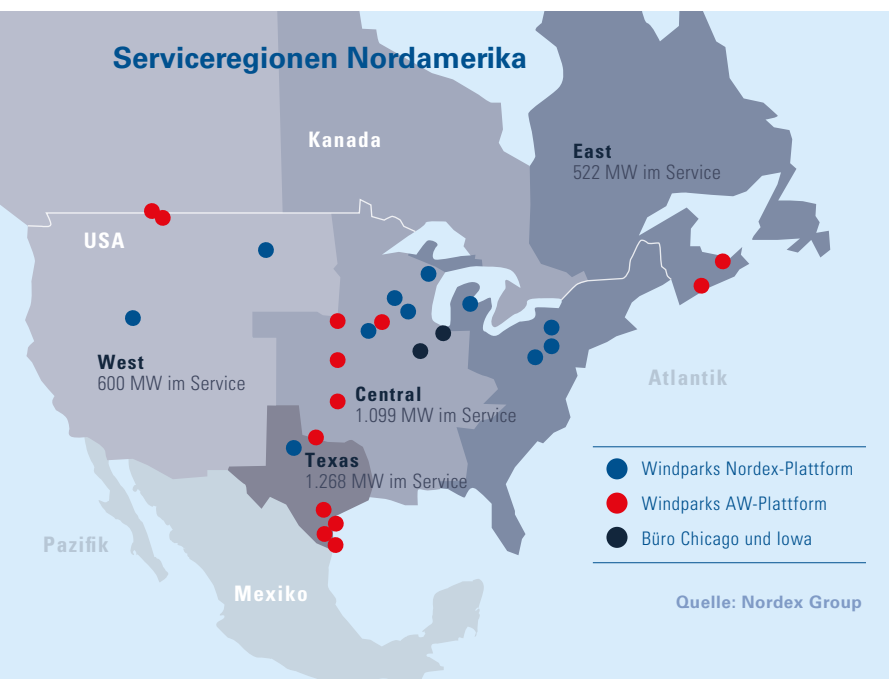 Serviceregionen Nordamerika
Kanada
East
522 MW im Service
USA
West
600 MW im Service
Atlantik
Central
1.099 MW im Service
Texas
1.268 MW im Service
Windparks Nordex-Plattform
Windparks AW-Plattform
Büro Chicago und Iowa
Pazifik
Mexiko
Quelle: Nordex Group